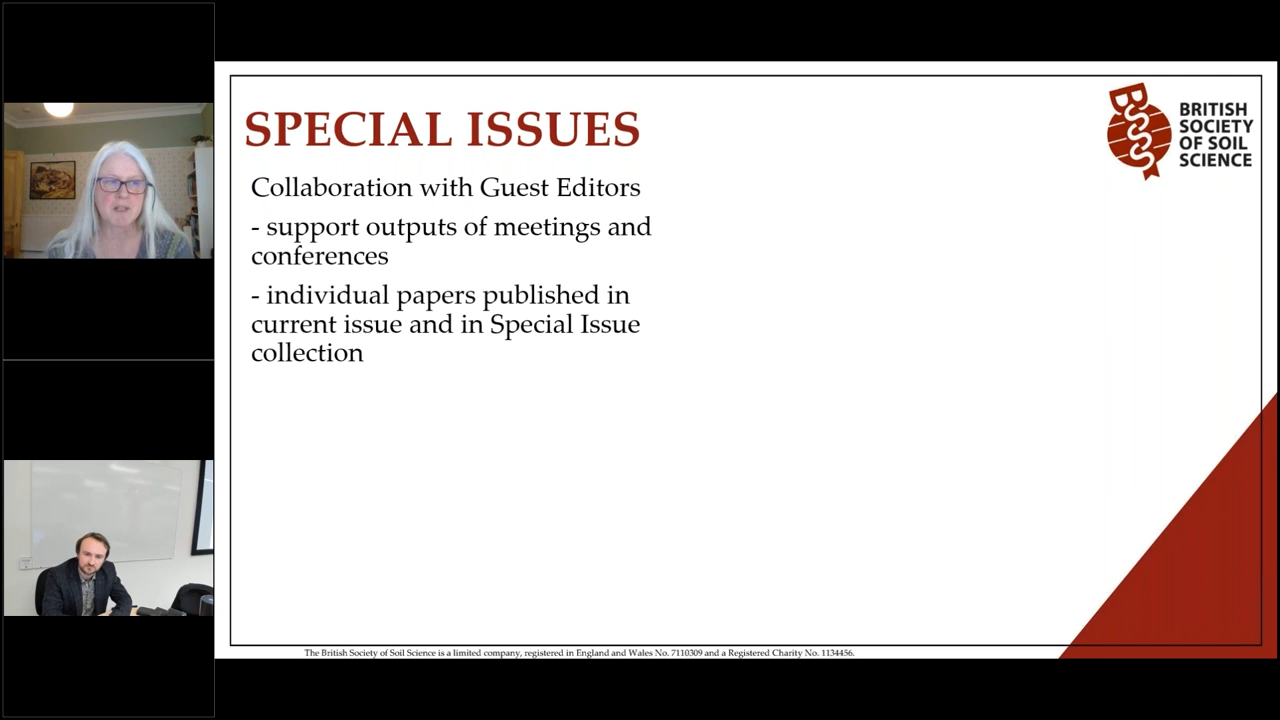 SPECIAL ISSUES
Collaboration with Guest Editors
- support outputs of meetings and
conferences
- individual papers published in
current issue and in Special Issue
collection
BSSS
BRITISH
SOCIETY
OF SOIL
SCIENCE
The British Society of Soil Science is a limited company, registered in England and Wales No. 7110309 and a Registered Charity No. 1134456.